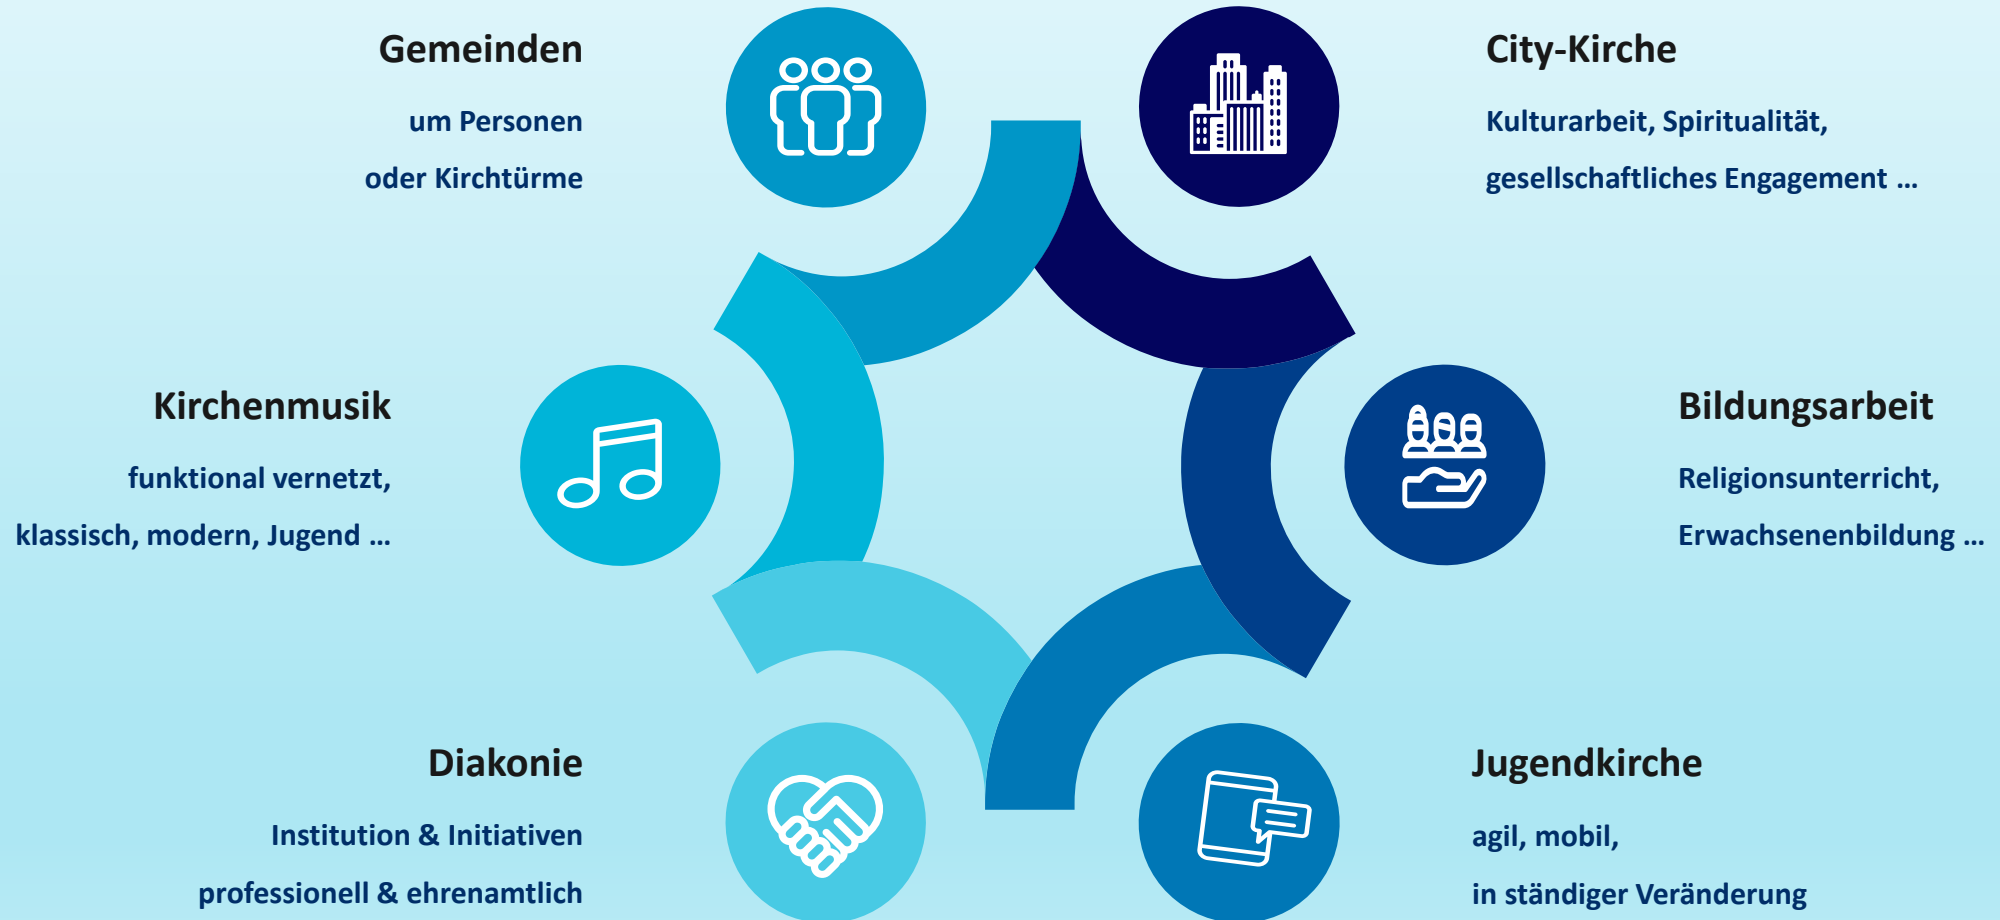 Gemeinden
um Personen
oder Kirchtürme
City-Kirche
Kulturarbeit, Spiritualität,
gesellschaftliches Engagement ...
Kirchenmusik
funktional vernetzt,
klassisch, modern, Jugend ...
Bildungsarbeit
Religionsunterricht,
Erwachsenenbildung ...
Diakonie
Institution & Initiativen
professionell & ehrenamtlich
Jugendkirche
agil, mobil,
in ständiger Veränderung